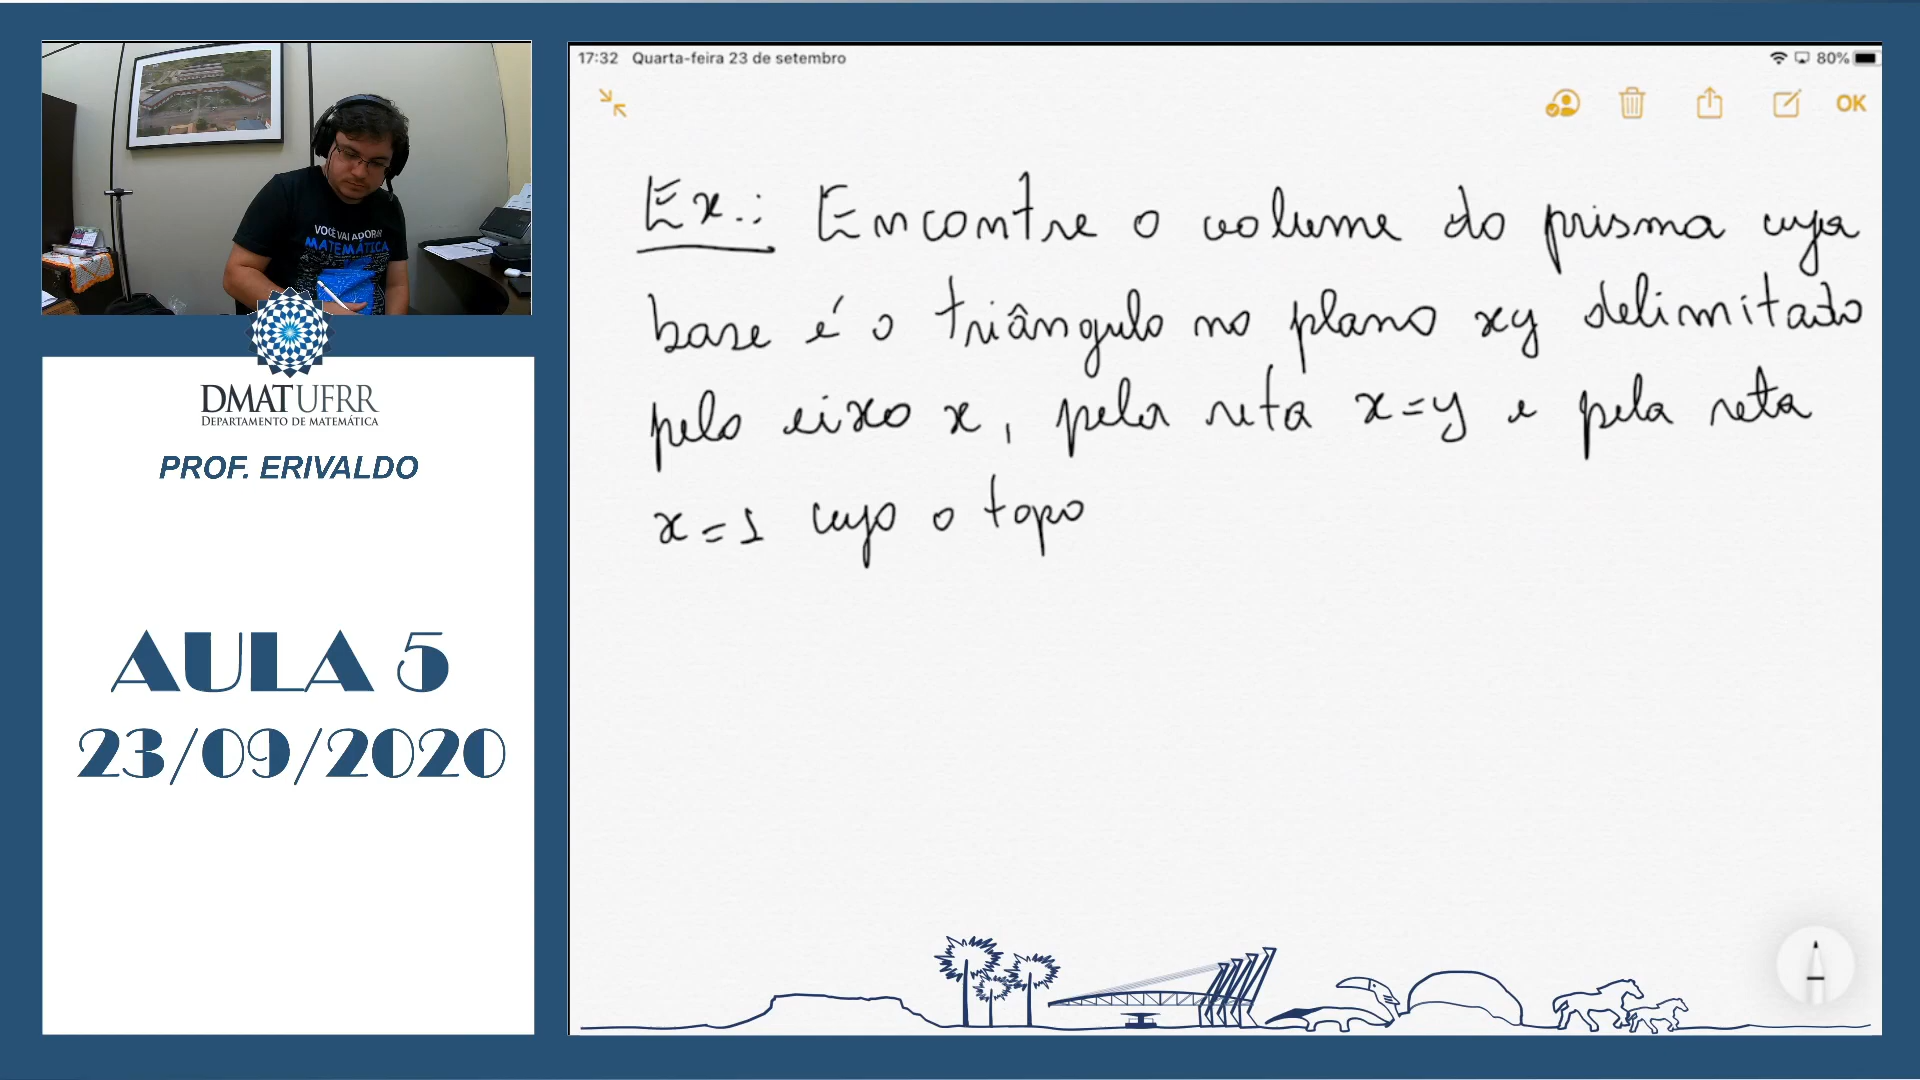 17:32 Quarta-feira 23 de setembro
80%
OK
VOCÊ VAI ADORAR
MATEMÁTICA
DMATUFRR
DEPARTAMENTO DE MATEMÁTICA
PROF. ERIVALDO
AULA 5
23/09/2020
Ex.: Encontre o volume do prisma cuja
base é o triângulo no plano xy delimitado
pelo eixo x, pela reta x=y e pela reta
x=1 cujo o topo